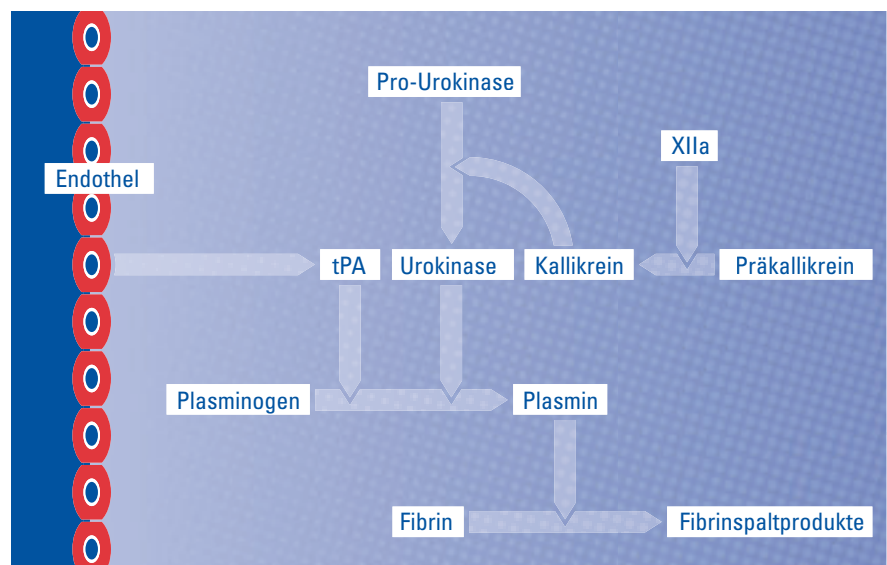 Pro-Urokinase
XIIa
Endothel
tPA
Urokinase
Kallikrein
Präkallikrein
Plasminogen
Plasmin
Fibrin
Fibrinspaltprodukte